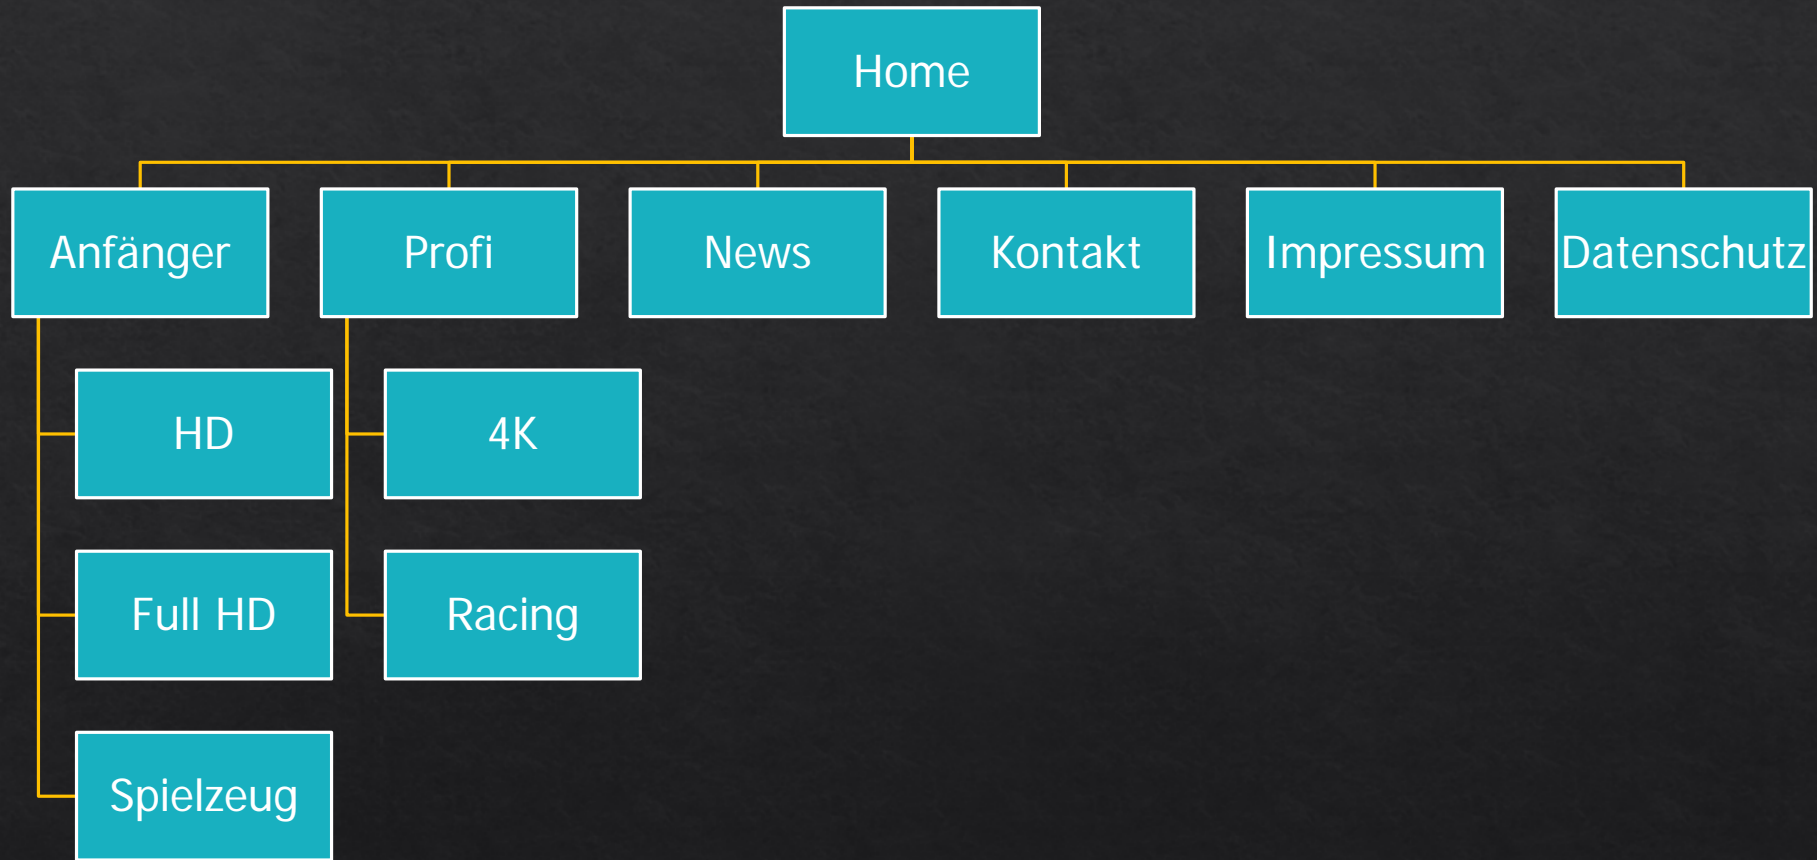 Home
Anfänger
Profi
News
Kontakt
Impressum
Datenschutz
HD
4K
Full HD
Racing
Spielzeug